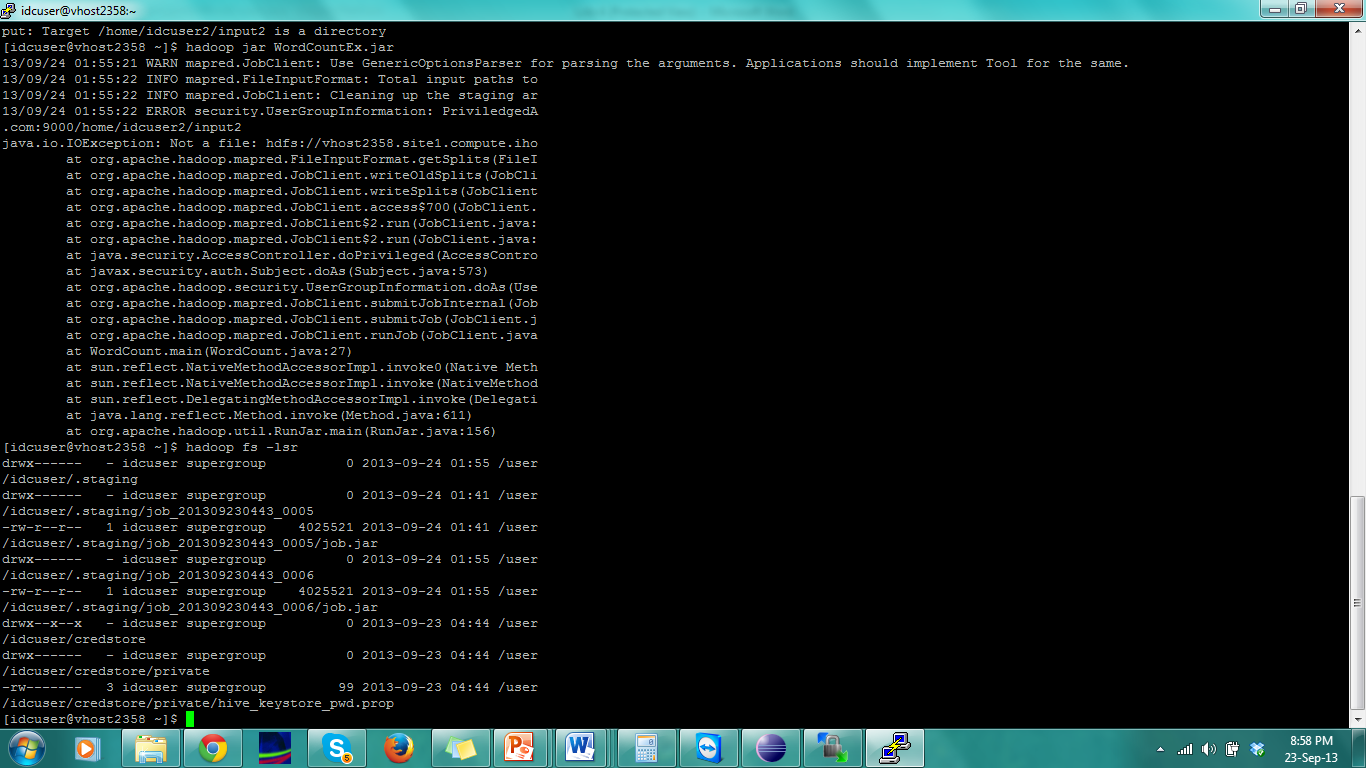 idcuser@vhost2358:~
put: Target /home/idcuser2/input2 is a directory
[idcuser@vhost2358 ~]$ hadoop jar WordCountEx.jar
13/09/24 01:55:21 WARN mapred.JobClient: Use GenericOptionsParser for parsing the arguments. Applications should implement Tool for the same.
13/09/24 01:55:22 INFO mapred.FileInputFormat: Total input paths to
13/09/24 01:55:22 INFO mapred.JobClient: Cleaning up the staging ar
13/09/24 01:55:22 ERROR security.UserGroupInformation: PriviledgedA
.com:9000/home/idcuser2/input2
java.io.IOException: Not a file: hdfs://vhost2358.site1.compute.iho
at org.apache.hadoop.mapred.FileInputFormat.getSplits(FileI
at org.apache.hadoop.mapred.JobClient.writeOldSplits(JobCli
at org.apache.hadoop.mapred.JobClient.writeSplits(JobClient
at org.apache.hadoop.mapred.JobClient.access$700(JobClient.
at org.apache.hadoop.mapred.JobClient$2.run(JobClient.java:
at org.apache.hadoop.mapred.JobClient$2.run(JobClient.java:
at java.security.AccessController.doPrivileged(AccessContro
at javax.security.auth.Subject.doAs(Subject.java:573)
at org.apache.hadoop.security.UserGroupInformation.doAs(Use
at org.apache.hadoop.mapred.JobClient.submitJobInternal(Job
at org.apache.hadoop.mapred.JobClient.submitJob(JobClient.j
at org.apache.hadoop.mapred.JobClient.runJob(JobClient.java
at WordCount.main(WordCount.java:27)
at sun.reflect.NativeMethodAccessorImpl.invoke0(Native Meth
at sun.reflect.NativeMethodAccessorImpl.invoke(NativeMethod
at sun.reflect.DelegatingMethodAccessorImpl.invoke(Delegati
at java.lang.reflect.Method.invoke(Method.java:611)
at org.apache.hadoop.util.RunJar.main(RunJar.java:156)
[idcuser@vhost2358 ~]$ hadoop fs -lsr
drwx------   - idcuser supergroup          0 2013-09-24 01:55 /user
/idcuser/.staging
drwx------   - idcuser supergroup          0 2013-09-24 01:41 /user
/idcuser/.staging/job_201309230443_0005
-rw-r--r--   1 idcuser supergroup    4025521 2013-09-24 01:41 /user
/idcuser/.staging/job_201309230443_0005/job.jar
drwx------   - idcuser supergroup          0 2013-09-24 01:55 /user
/idcuser/.staging/job_201309230443_0006
-rw-r--r--   1 idcuser supergroup    4025521 2013-09-24 01:55 /user
/idcuser/.staging/job_201309230443_0006/job.jar
drwx--x--x   - idcuser supergroup          0 2013-09-23 04:44 /user
/idcuser/credstore
drwx------   - idcuser supergroup          0 2013-09-23 04:44 /user
/idcuser/credstore/private
-rw-------   3 idcuser supergroup         99 2013-09-23 04:44 /user
/idcuser/credstore/private/hive_keystore_pwd.prop
[idcuser@vhost2358 ~]$
8:58 PM
23-Sep-13